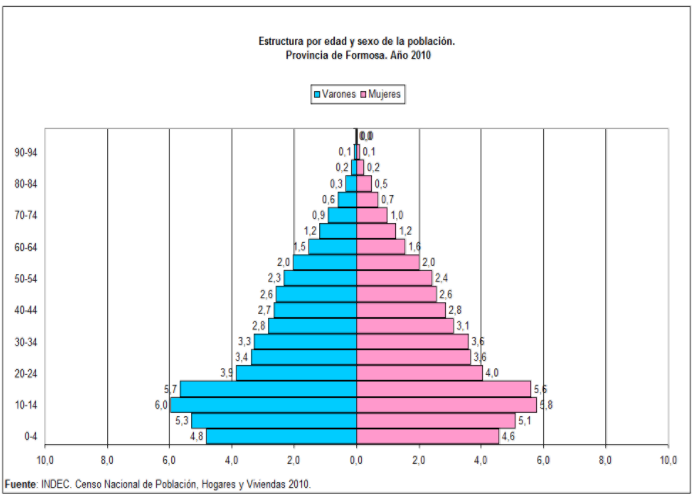 Estructura por edad y sexo de la población.
Provincia de Formosa. Año 2010
Varones Mujeres
0,0
90-94 0,1 0,1
0,2 0,2
80-84 0,3 0,5
0,6 0,7
70-74 0,9 1,0
1,2 1,2
60-64 1,5 1,6
2,0 2,0
50-54 2,3 2,4
2,6 2,6
40-44 2,7 2,8
2,8 3,1
30-34 3,3 3,6
3,4 3,6
20-24 3,9 4,0
5,7 5,6
10-14 6,0 5,8
5,3 5,1
0-4 4,8 4,6
10,0 8,0 6,0 4,0 2,0 0,0 2,0 4,0 6,0 8,0 10,0
Fuente: INDEC. Censo Nacional de Población, Hogares y Viviendas 2010.